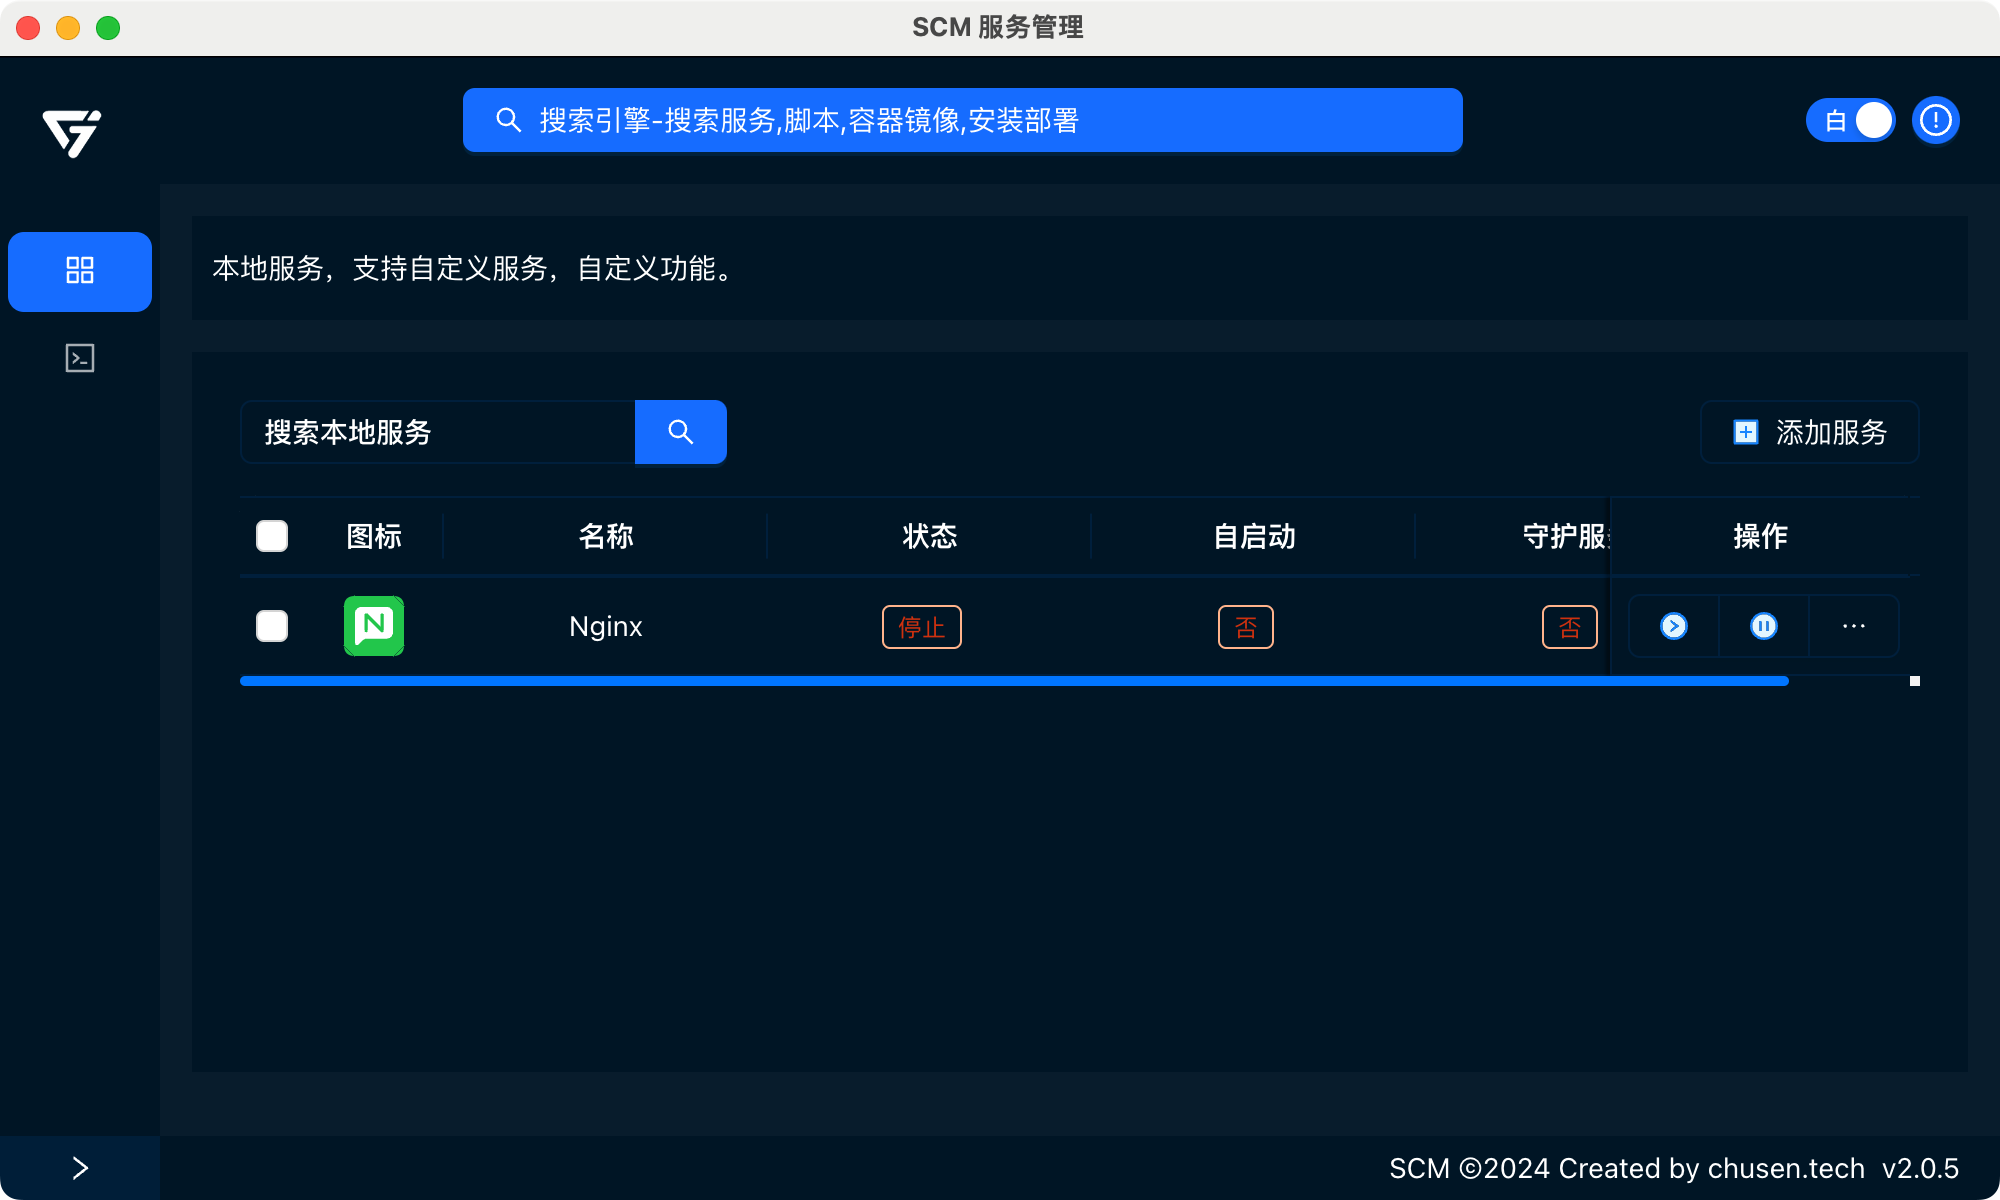 SCM 服务管理
搜索引擎-搜索服务,脚本,容器镜像,安装部署
白
本地服务，支持自定义服务，自定义功能。
搜索本地服务
添加服务
图标 名称 状态 自启动 守护服 操作
Nginx 停止 否 否
SCM ©2024 Created by chusen.tech v2.0.5